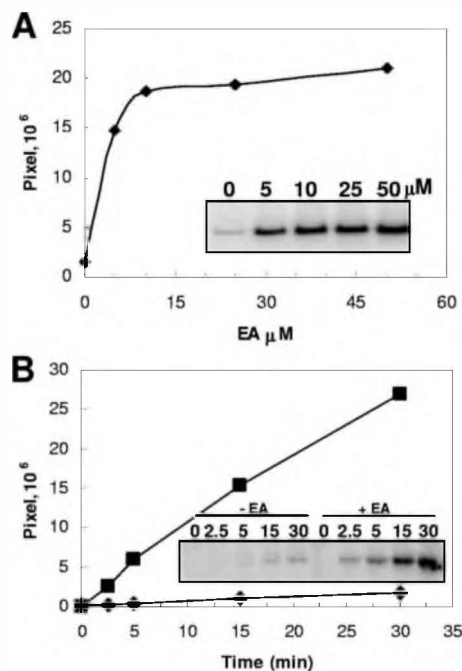 A
25
20
15
10
5
0
Pixel, 10⁶
0 5 10 25 50 μM
0 15 30 45 60
EA μM
B
30
25
20
15
10
5
0
Pixel, 10⁶
- EA + EA
0 2.5 5 15 30 0 2.5 5 15 30
0 5 10 15 20 25 30 35
Time (min)